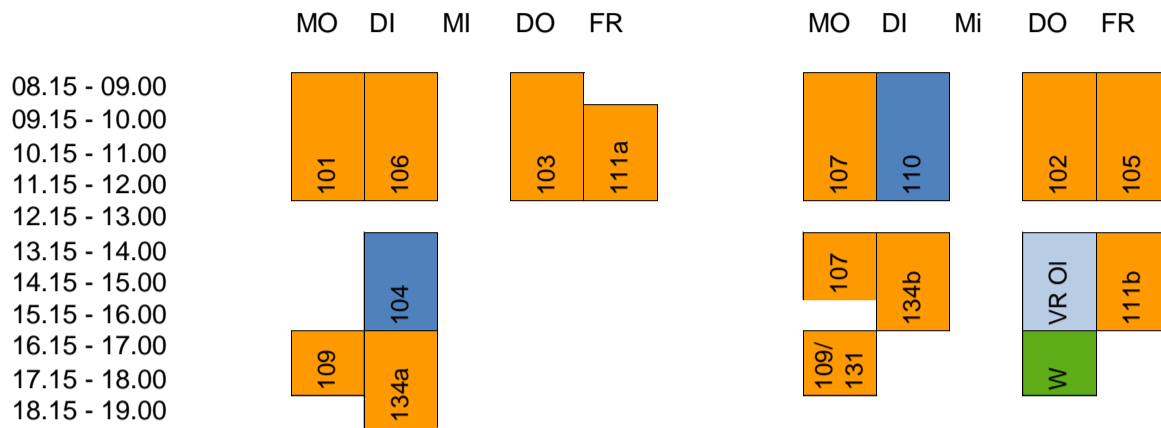 MO DI MI DO FR MO DI Mi DO FR
08.15 - 09.00
09.15 - 10.00
10.15 - 11.00
11.15 - 12.00
12.15 - 13.00
13.15 - 14.00
14.15 - 15.00
15.15 - 16.00
16.15 - 17.00
17.15 - 18.00
18.15 - 19.00
101
106
103
111a
107
110
102
105
104
107
134b
VR OI
111b
109
134a
109/
131
W